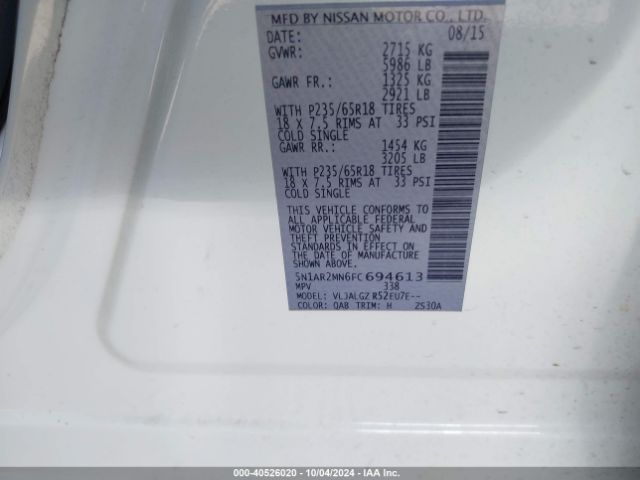 MFD BY NISSAN MOTOR CO., LTD.
DATE: 08/15
GVWR: 2715 KG
5986 LB
GAWR FR.: 1325 KG
2921 LB
WITH P235/65R18 TIRES
18 X 7.5 RIMS AT 33 PSI
COLD SINGLE
GAWR RR.: 1454 KG
3205 LB
WITH P235/65R18 TIRES
18 X 7.5 RIMS AT 33 PSI
COLD SINGLE
THIS VEHICLE CONFORMS TO
ALL APPLICABLE FEDERAL
MOTOR VEHICLE SAFETY AND
THEFT PREVENTION
STANDARDS IN EFFECT ON
THE DATE OF MANUFACTURE
SHOWN ABOVE.
5N1AR2MN6FC694613
MPV 338
MODEL: VLJALGZ R52EU7E--
COLOR: QAB TRIM: H 2S30A
000-40526020 - 10/04/2024 - IAA Inc.